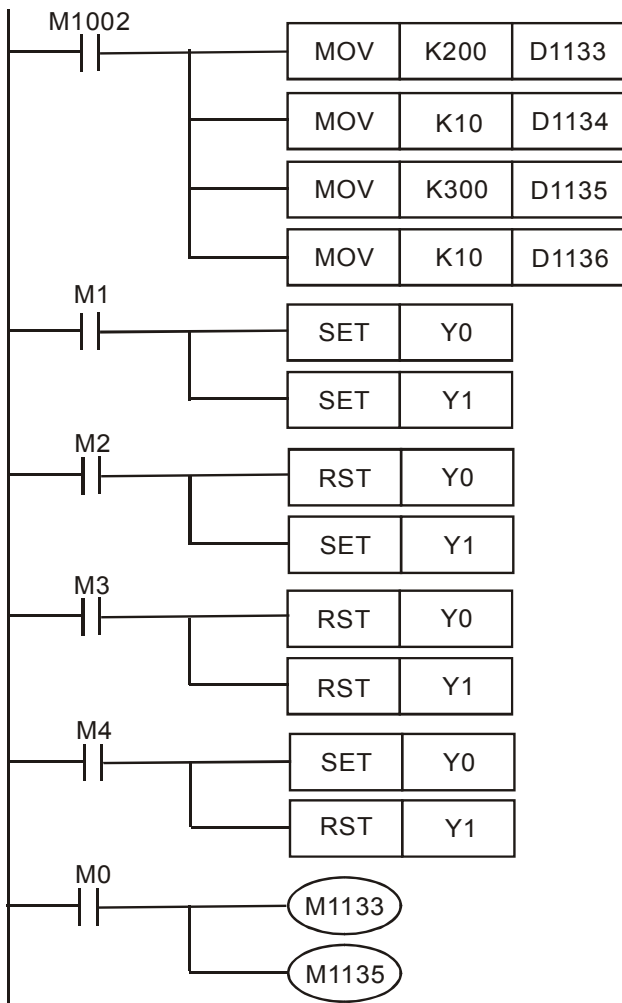 M1002
MOV K200 D1133
MOV K10 D1134
MOV K300 D1135
MOV K10 D1136
M1
SET Y0
SET Y1
M2
RST Y0
SET Y1
M3
RST Y0
RST Y1
M4
SET Y0
RST Y1
M0
M1133
M1135